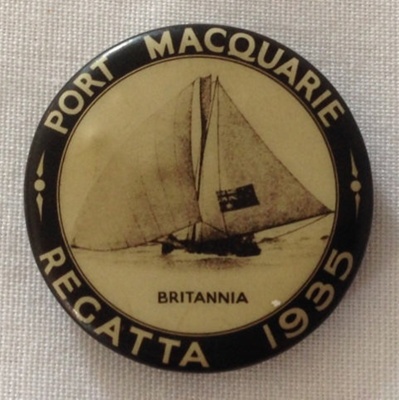 PORT MACQUARIE
BRITANNIA
REGATTA 1935